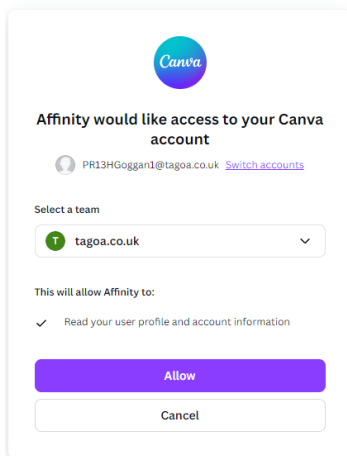 Canva
Affinity would like access to your Canva
account
PR13HGoggan1@tagoa.co.uk Switch accounts
Select a team
T tagoa.co.uk
This will allow Affinity to:
Read your user profile and account information
Allow
Cancel